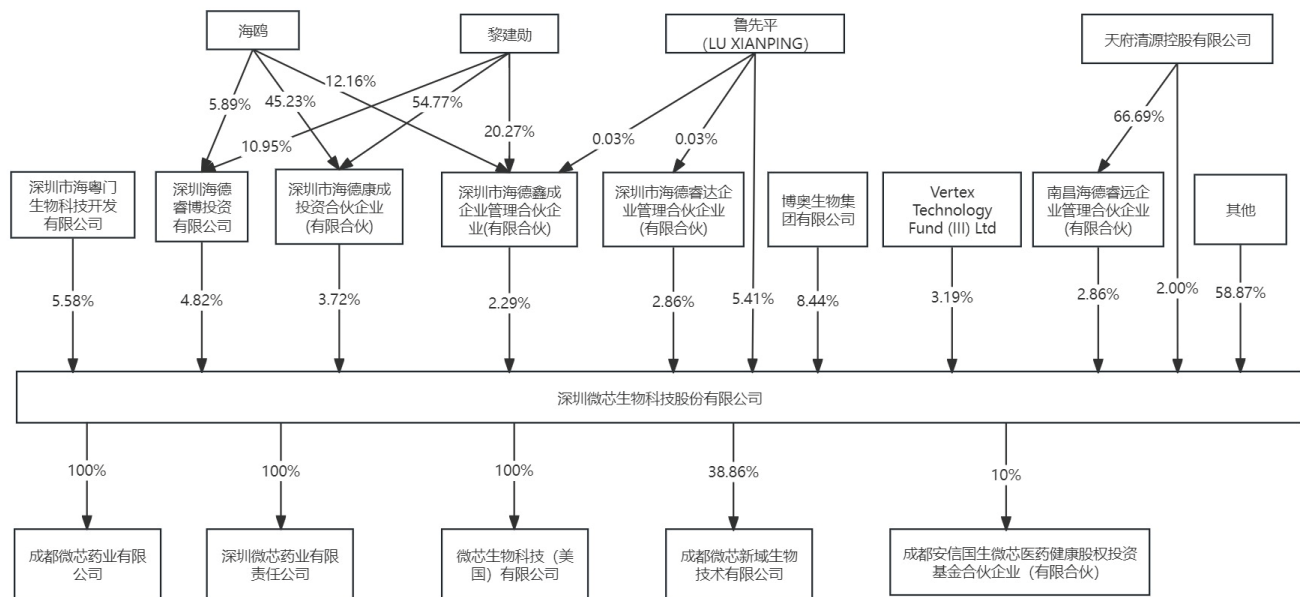 海鸥
黎建勋
鲁先平
(LU XIANPING)
天府清源控股有限公司
12.16%
5.89%
45.23%
54.77%
66.69%
10.95%
20.27%
0.03%
0.03%
深圳市海粤门
生物科技开发
有限公司
深圳海德
睿博投资
有限公司
深圳市海德康成
投资合伙企业
(有限合伙)
深圳市海德鑫成
企业管理合伙企
业(有限合伙)
深圳市海德睿达企
业管理合伙企业
(有限合伙)
博奥生物集
团有限公司
Vertex
Technology
Fund (III) Ltd
南昌海德睿远企
业管理合伙企业
(有限合伙)
其他
5.58%
4.82%
3.72%
2.29%
2.86%
5.41%
8.44%
3.19%
2.86%
2.00%
58.87%
深圳微芯生物科技股份有限公司
100%
100%
100%
38.86%
10%
成都微芯药业有限
公司
深圳微芯药业有限
责任公司
微芯生物科技（美
国）有限公司
成都微芯新域生物
技术有限公司
成都安信国生微芯医药健康股权投资
基金合伙企业（有限合伙）